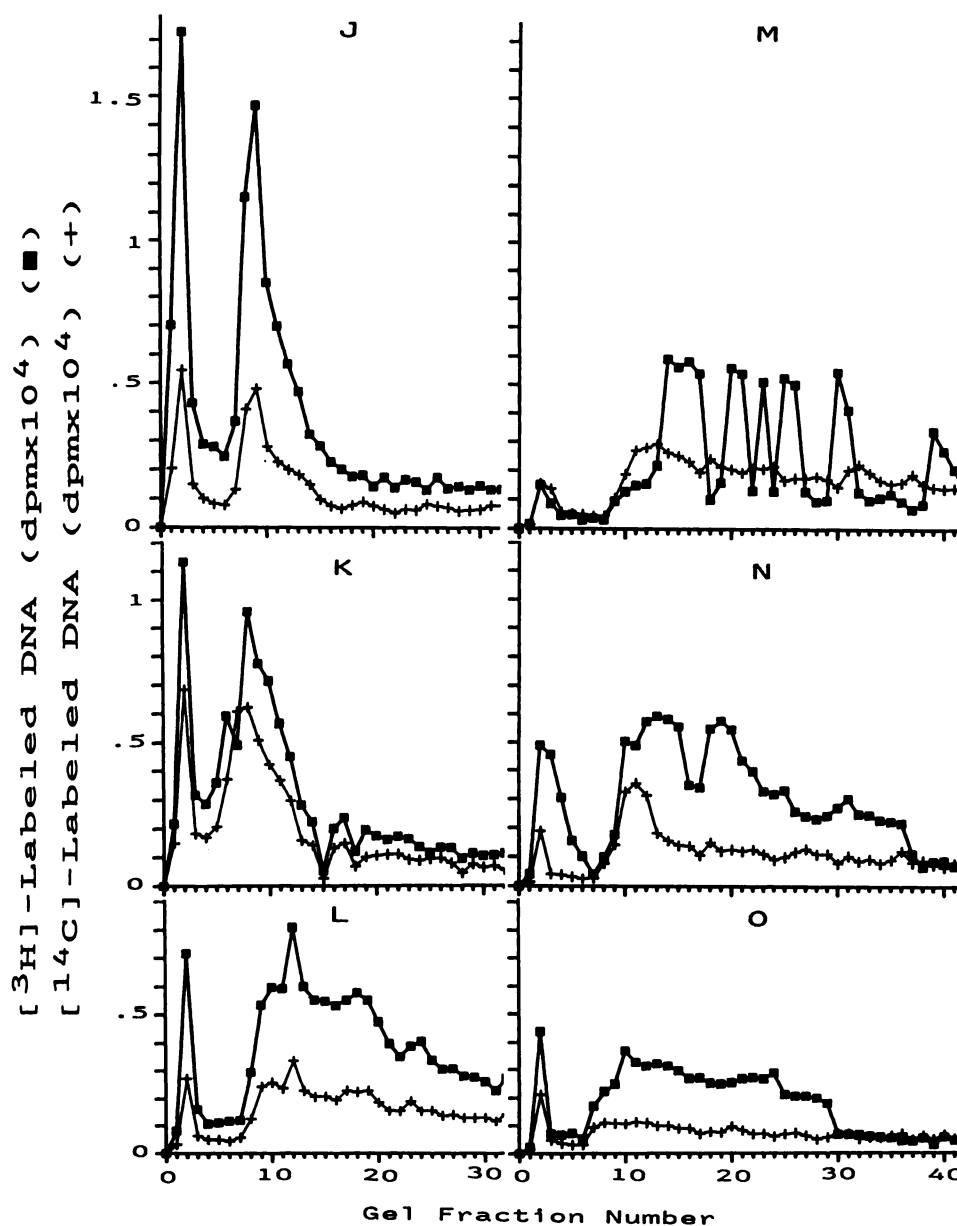 [³H]-Labeled DNA (dpmx10⁴) (■)
[¹⁴C]-Labeled DNA (dpmx10⁴) (+)
J
1.5
1
.5
0
M
K
1
.5
0
N
L
.5
0
O
0 10 20 30
0 10 20 30 40
Gel Fraction Number